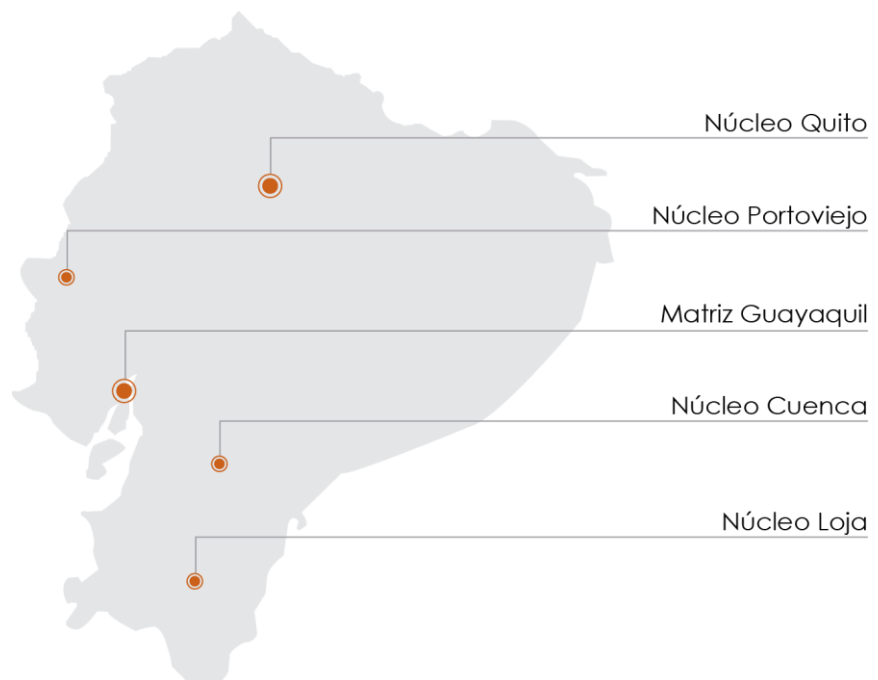 Núcleo Quito
Núcleo Portoviejo
Matriz Guayaquil
Núcleo Cuenca
Núcleo Loja